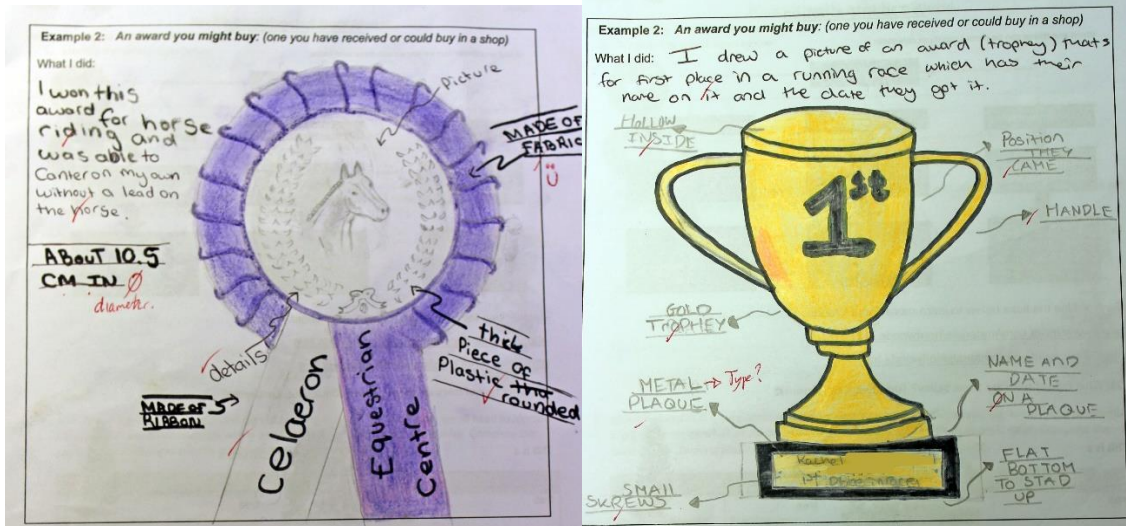 Example 2: An award you might buy: (one you have received or could buy in a shop)
What I did:
I won this
award for horse
riding and
was able to
Canter on my own
without a lead on
the horse.
ABOUT 10.5
CM IN Ø
diameter.
picture
MADE OF
FABRIC
details
MADE OF
RIBBON
thick
Piece of
Plastic
rounded
Celaeron
Equestrian
Centre
Example 2: An award you might buy: (one you have received or could buy in a shop)
What I did: I drew a picture of an award (trophey) thats
for first place in a running race which has their
name on it and the date they got it.
HOLLOW
INSIDE
Position
THEY
CAME
HANDLE
1st
GOLD
TROPHEY
METAL → Type?
PLAQUE
NAME AND
DATE
ON A
PLAQUE
Rachel
1st
SMALL
SKREWS
FLAT
BOTTOM
TO STAD
UP